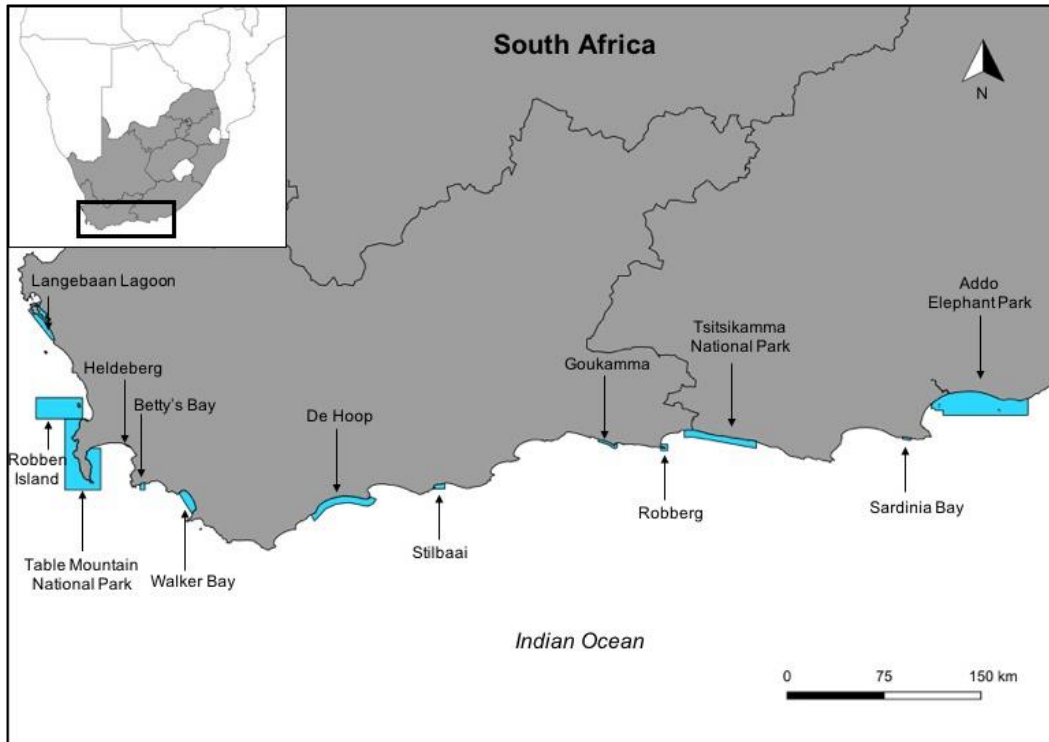 South Africa
N
Langebaan Lagoon
Addo
Elephant Park
Tsitsikamma
National Park
Heldeberg
Goukamma
Betty's Bay
De Hoop
Robben
Island
Robberg
Sardinia Bay
Stilbaai
Table Mountain
National Park
Walker Bay
Indian Ocean
0 75 150 km